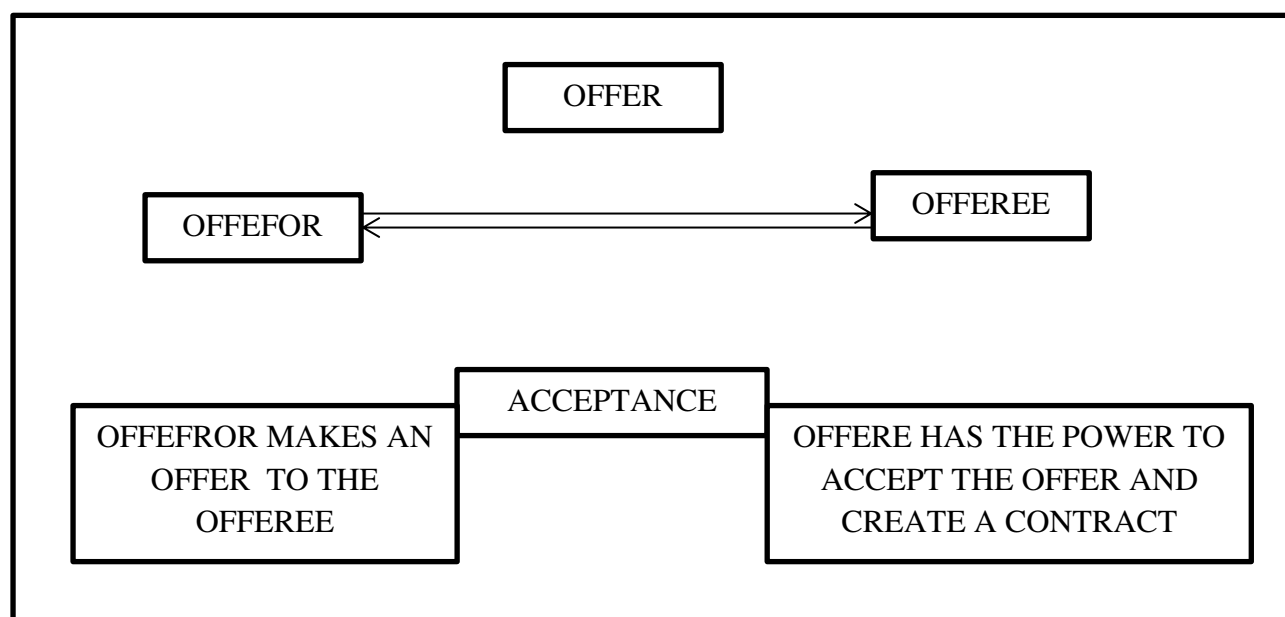 OFFER
OFFEFOR
OFFEREE
ACCEPTANCE
OFFEFROR MAKES AN
OFFER TO THE
OFFEREE
OFFERE HAS THE POWER TO
ACCEPT THE OFFER AND
CREATE A CONTRACT